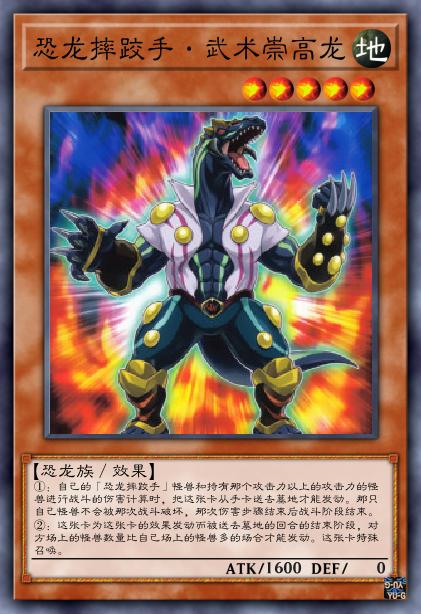 恐龙摔跤手·武术崇高龙
地
【恐龙族/效果】
①：自己的「恐龙摔跤手」怪兽和持有那个攻击力以上的攻击力的怪
兽进行战斗的伤害计算时，把这张卡从手卡送去墓地才能发动。那只
自己怪兽不会被那次战斗破坏，那次伤害步骤结束后战斗阶段结束。
②：这张卡为这张卡的效果发动而被送去墓地的回合的结束阶段，对
方场上的怪兽数量比自己场上的怪兽多的场合才能发动。这张卡特殊
召唤。
ATK/1600 DEF/ 0